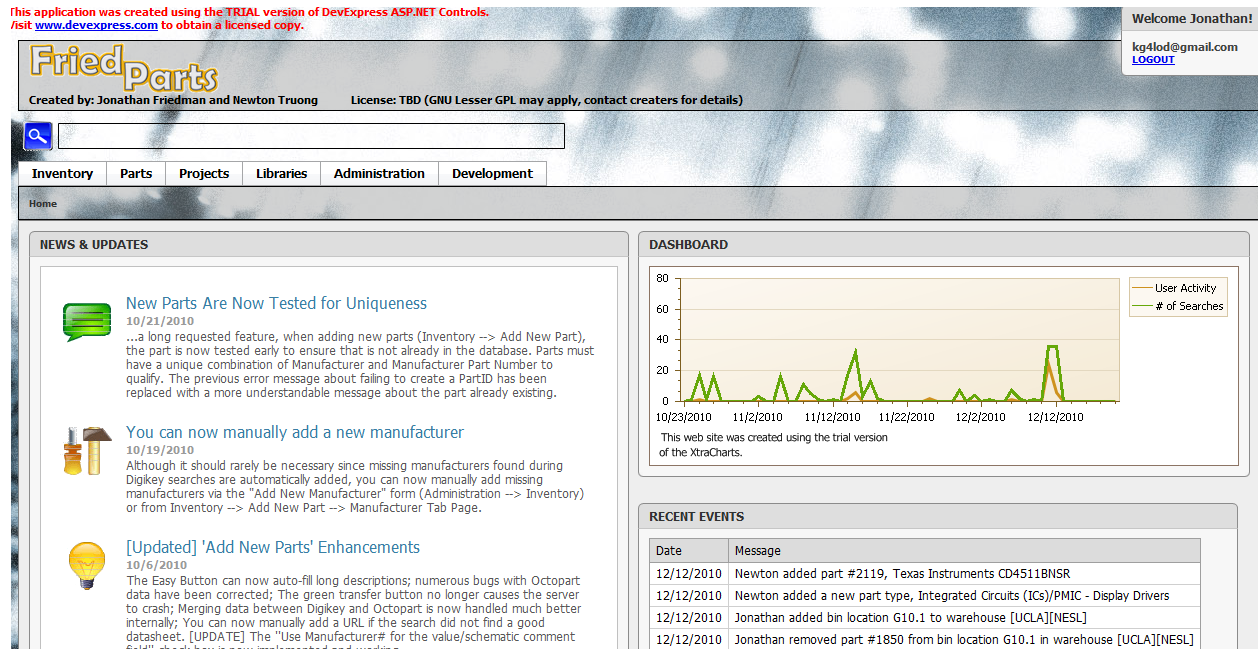 This application was created using the TRIAL version of DevExpress ASP.NET Controls.
Visit www.devexpress.com to obtain a licensed copy.
Welcome Jonathan!
kg4lod@gmail.com
LOGOUT
Fried Parts
Created by: Jonathan Friedman and Newton Truong License: TBD (GNU Lesser GPL may apply, contact creaters for details)
Inventory Parts Projects Libraries Administration Development
Home
NEWS & UPDATES
New Parts Are Now Tested for Uniqueness
10/21/2010
...a long requested feature, when adding new parts (Inventory --> Add New Part),
the part is now tested early to ensure that is not already in the database. Parts must
have a unique combination of Manufacturer and Manufacturer Part Number to
qualify. The previous error message about failing to create a PartID has been
replaced with a more understandable message about the part already existing.
You can now manually add a new manufacturer
10/19/2010
Although it should rarely be necessary since missing manufacturers found during
Digikey searches are automatically added, you can now manually add missing
manufacturers via the "Add New Manufacturer" form (Administration --> Inventory)
or from Inventory --> Add New Part --> Manufacturer Tab Page.
[Updated] 'Add New Parts' Enhancements
10/6/2010
The Easy Button can now auto-fill long descriptions; numerous bugs with Octopart
data have been corrected; The green transfer button no longer causes the server
to crash; Merging data between Digikey and Octopart is now handled much better
internally; You can now manually add a URL if the search did not find a good
datasheet. [UPDATE] The "Use Manufacturer# for the value/schematic comment
field" check box is now implemented and working.
DASHBOARD
80
60
40
20
0
10/23/2010 11/2/2010 11/12/2010 11/22/2010 12/2/2010 12/12/2010
User Activity
# of Searches
This web site was created using the trial version
of the XtraCharts.
RECENT EVENTS
Date Message
12/12/2010 Newton added part #2119, Texas Instruments CD4511BNSR
12/12/2010 Newton added a new part type, Integrated Circuits (ICs)/PMIC - Display Drivers
12/12/2010 Jonathan added bin location G10.1 to warehouse [UCLA][NESL]
12/12/2010 Jonathan removed part #1850 from bin location G10.1 in warehouse [UCLA][NESL]